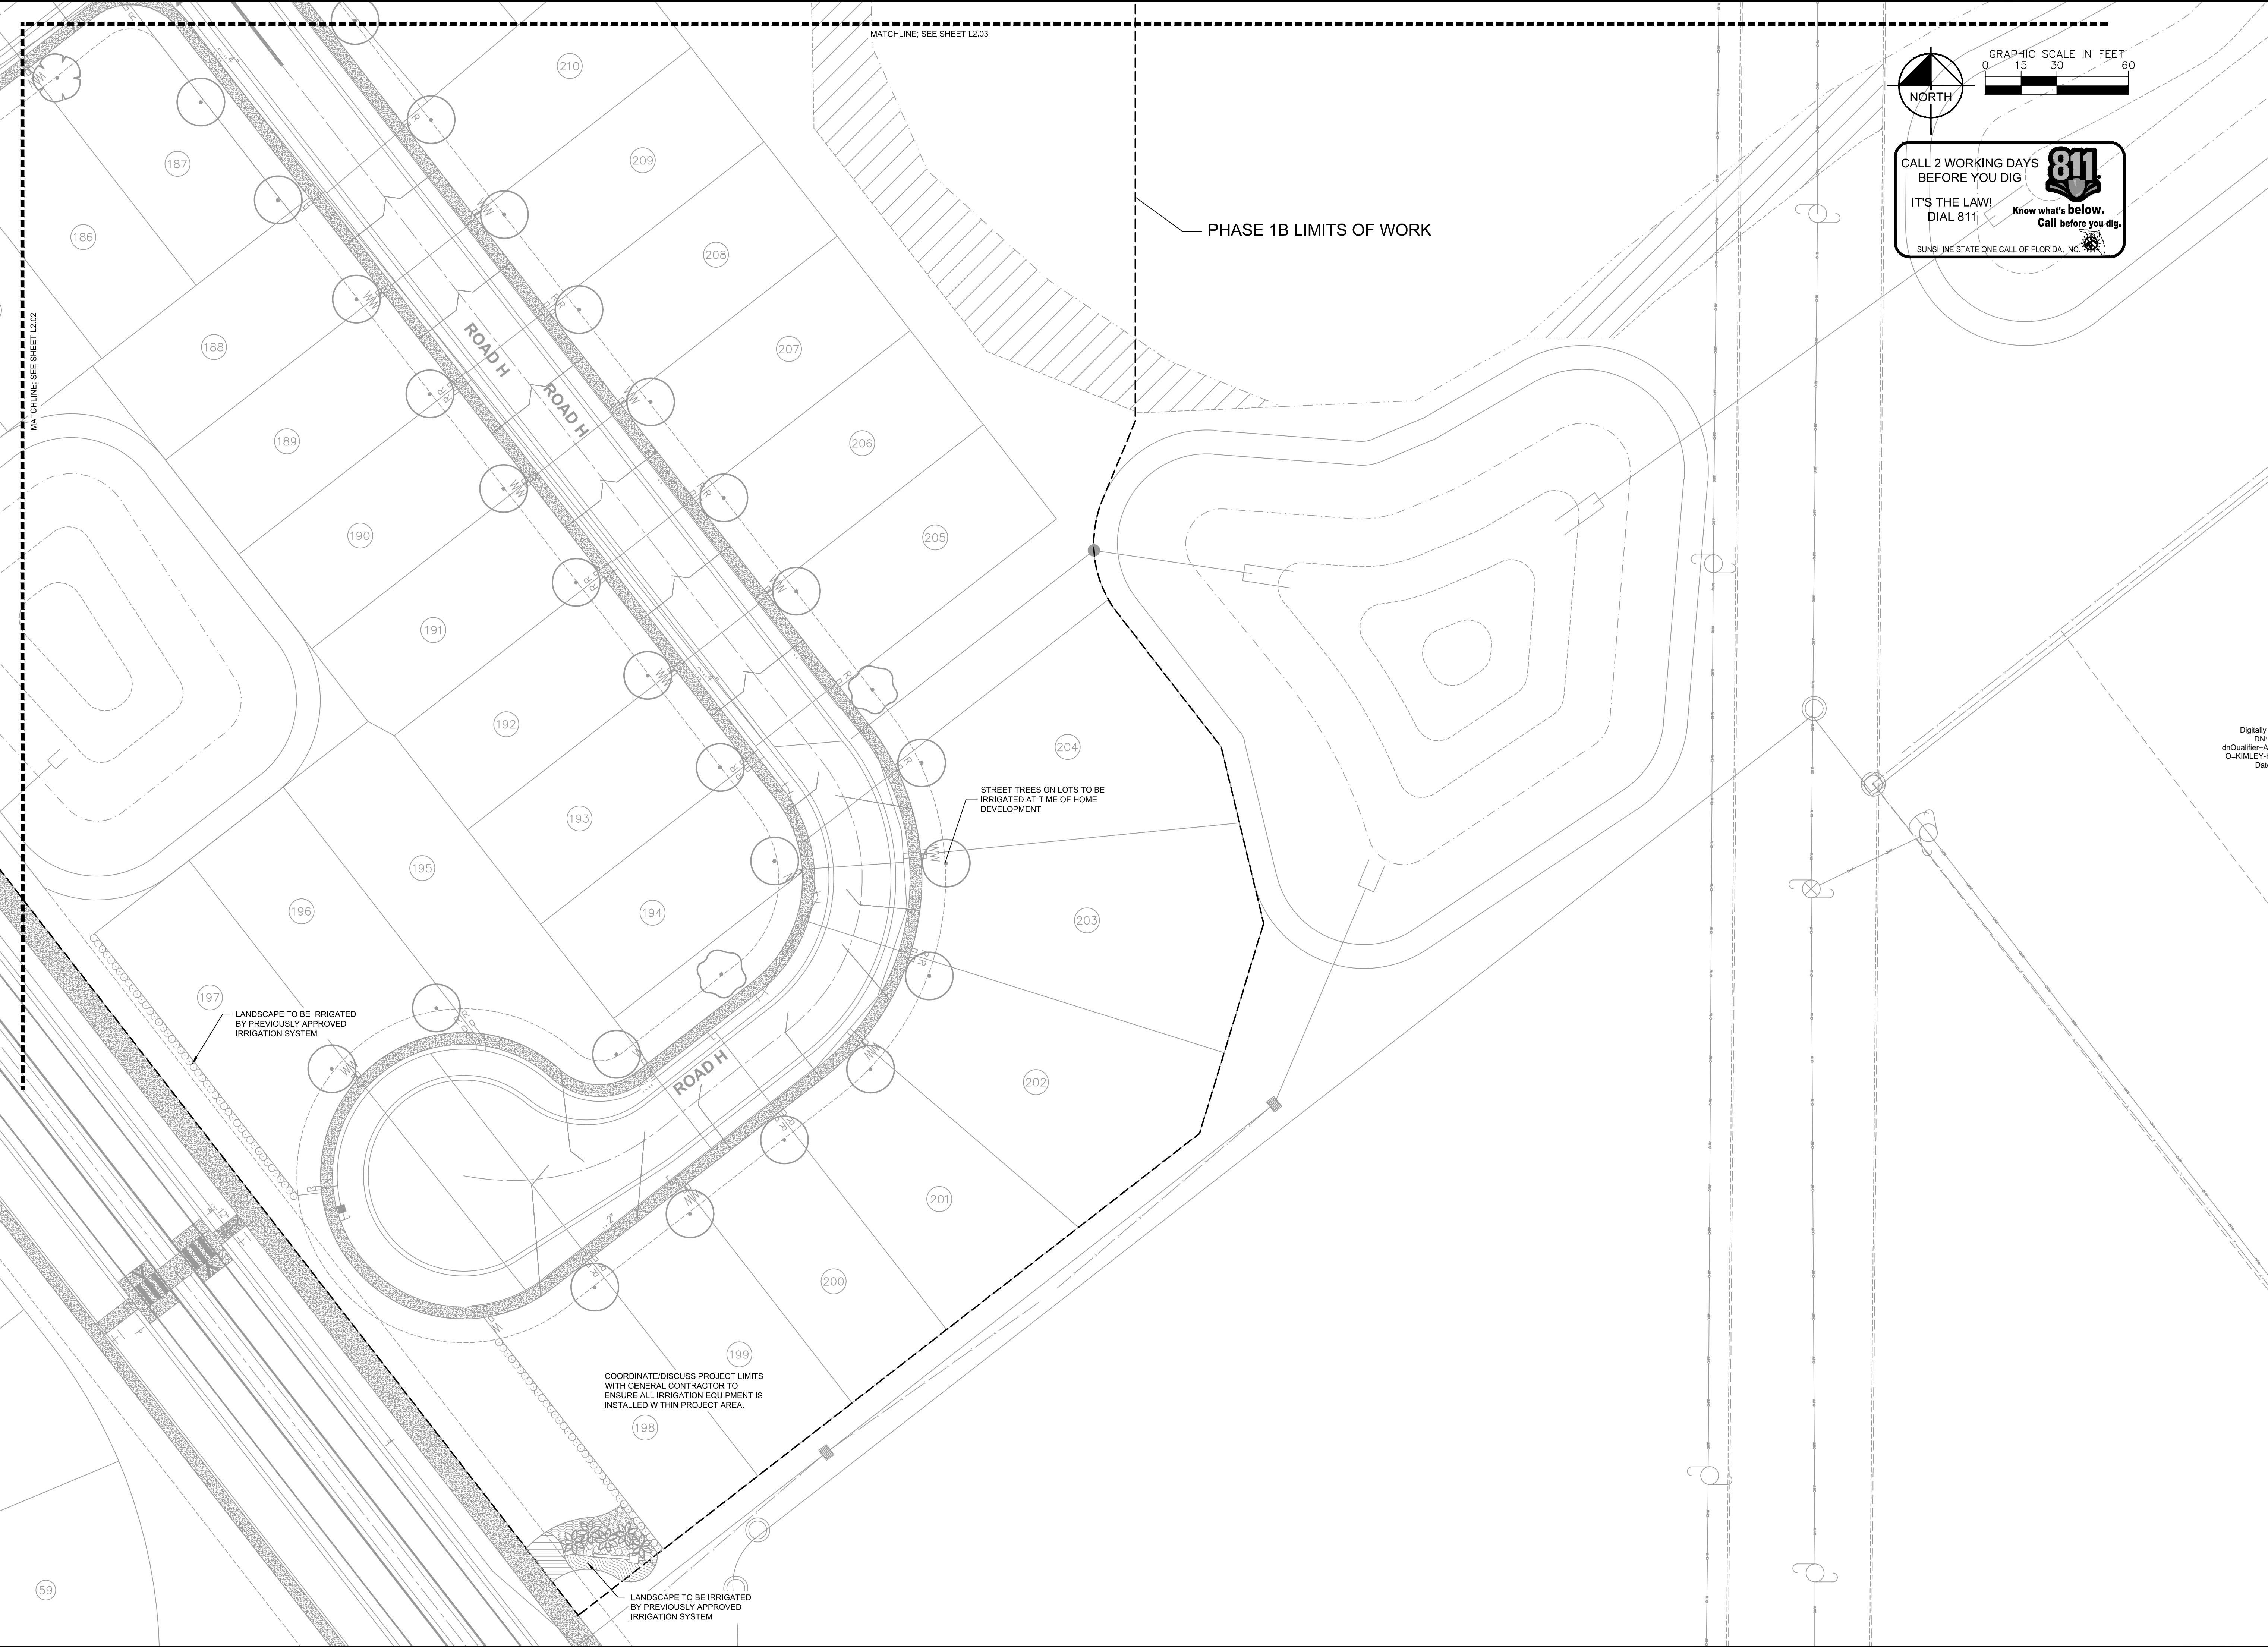 MATCHLINE; SEE SHEET L2.03
GRAPHIC SCALE IN FEET
0 15 30 60
NORTH
CALL 2 WORKING DAYS
BEFORE YOU DIG
IT'S THE LAW!
DIAL 811
811
Know what's below.
Call before you dig.
SUNSHINE STATE ONE CALL OF FLORIDA, INC.
PHASE 1B LIMITS OF WORK
MATCHLINE; SEE SHEET L2.02
210
187
209
186
208
188
207
ROAD H
ROAD H
189
206
190
205
191
192
204
193
STREET TREES ON LOTS TO BE
IRRIGATED AT TIME OF HOME
DEVELOPMENT
195
196
194
203
197
LANDSCAPE TO BE IRRIGATED
BY PREVIOUSLY APPROVED
IRRIGATION SYSTEM
ROAD H
202
201
200
199
COORDINATE/DISCUSS PROJECT LIMITS
WITH GENERAL CONTRACTOR TO
ENSURE ALL IRRIGATION EQUIPMENT IS
INSTALLED WITHIN PROJECT AREA.
198
59
LANDSCAPE TO BE IRRIGATED
BY PREVIOUSLY APPROVED
IRRIGATION SYSTEM
Digitally
DN:
dnQualifier=A
O=KIMLEY-H
Date